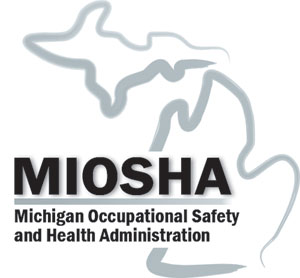 MIOSHA
Michigan Occupational Safety
and Health Administration